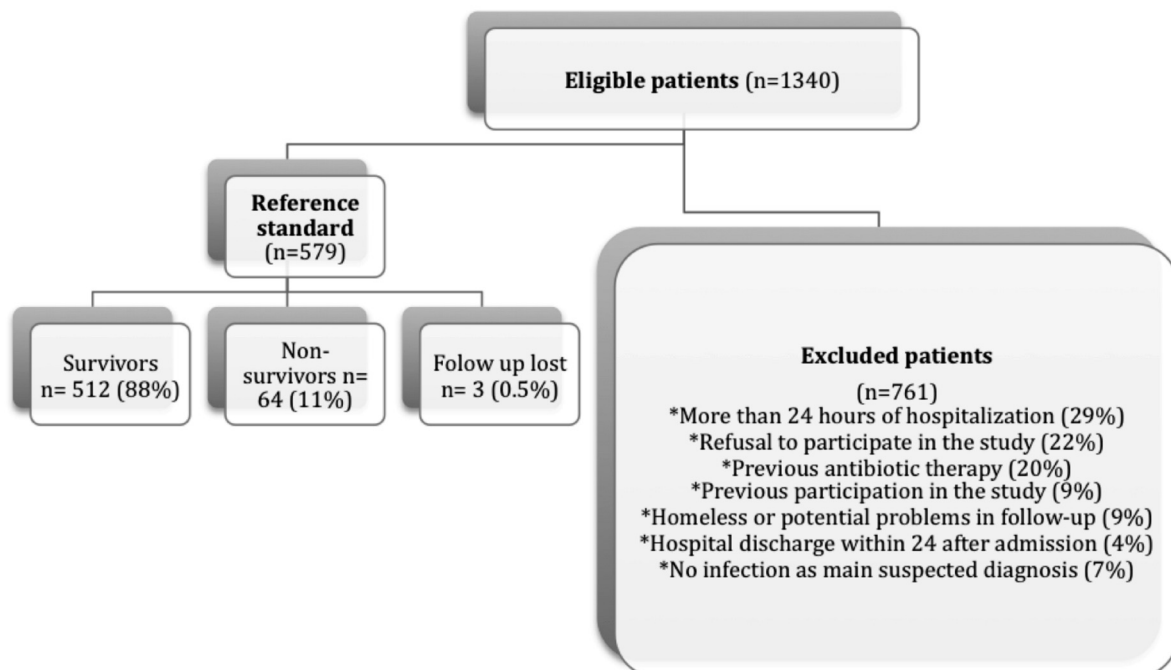 Eligible patients (n=1340)
Reference
standard
(n=579)
Survivors
n= 512 (88%)
Non-
survivors n=
64 (11%)
Folow up lost
n= 3 (0.5%)
Excluded patients
(n=761)
*More than 24 hours of hospitalization (29%)
*Refusal to participate in the study (22%)
*Previous antibiotic therapy (20%)
*Previous participation in the study (9%)
*Homeless or potential problems in follow-up (9%)
*Hospital discharge within 24 after admission (4%)
*No infection as main suspected diagnosis (7%)